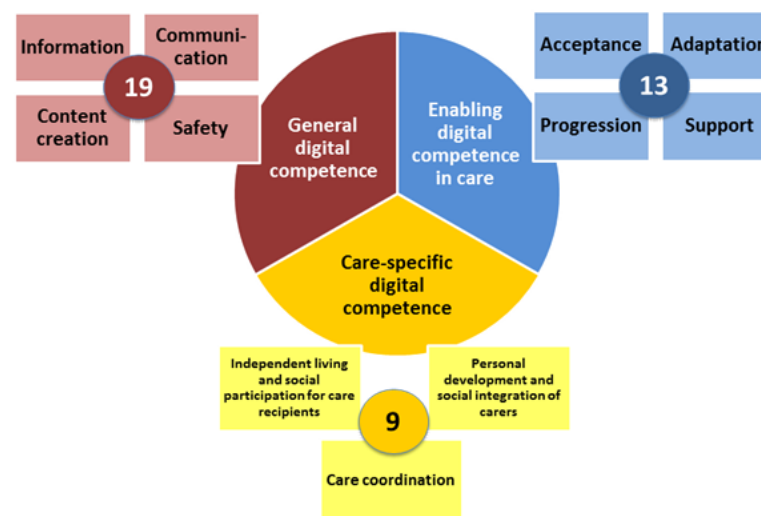 Information
Communi-
cation
19
Content
creation
Safety
Acceptance
Adaptation
13
Progression
Support
General
digital
competence
Enabling
digital
competence
in care
Care-specific
digital
competence
Independent living
and social
participation for care
recipients
Personal
development and
social integration of
carers
9
Care coordination